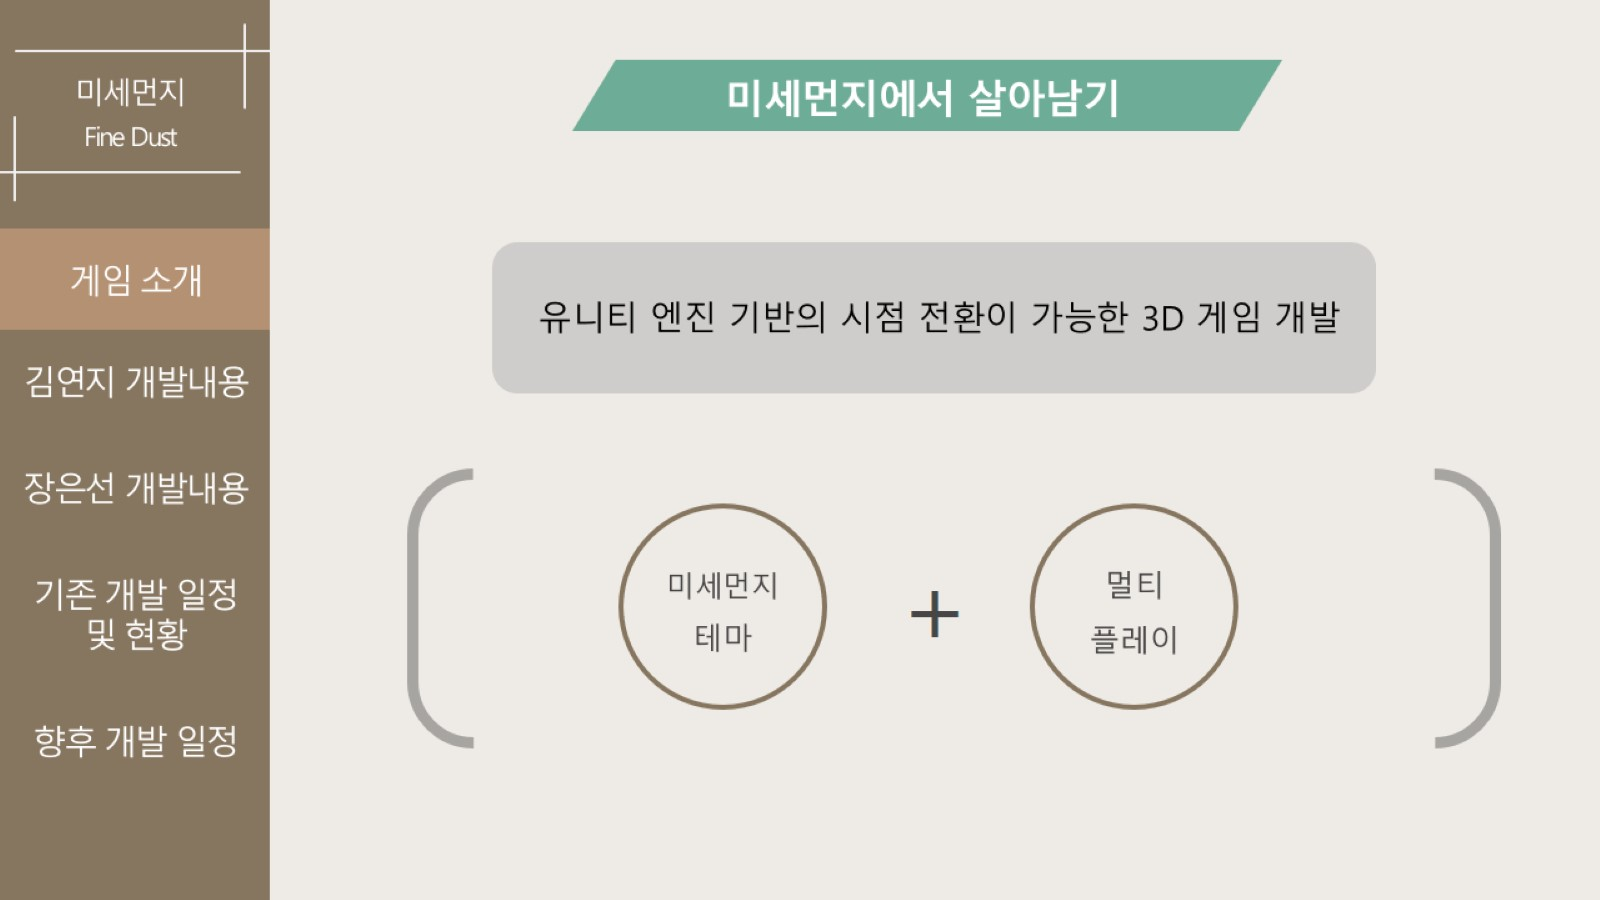 미세먼지
Fine Dust
게임 소개
김연지 개발내용
장은선 개발내용
기존 개발 일정
및 현황
향후 개발 일정
미세먼지에서 살아남기
유니티 엔진 기반의 시점 전환이 가능한 3D 게임 개발
미세먼지
테마
+
멀티
플레이